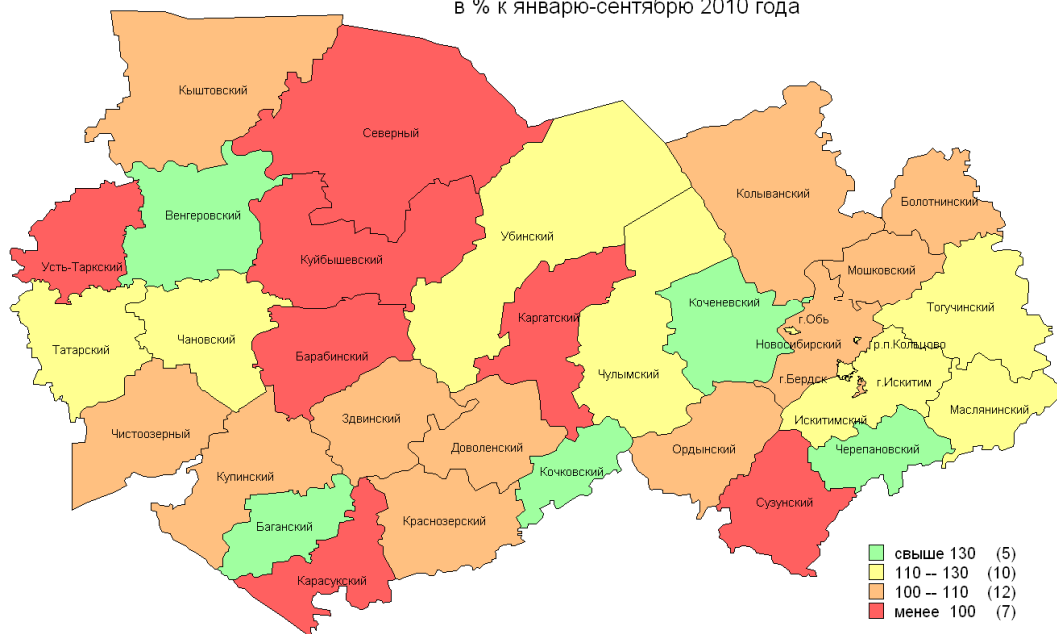 в % к январю-сентябрю 2010 года
Кыштовский
Северный
Колыванский
Болотнинский
Венгеровский
Убинский
Усть-Таркский
Куйбышевский
Мошковский
Коченевский
Тогучинский
Каргатский
г.Обь
Чановский
Новосибирский
р.п.Кольцово
Татарский
Барабинский
Чулымский
г.Бердск
г.Искитим
Маслянинский
Здвинский
Искитимский
Чистоозерный
Доволенский
Ордынский
Черепановский
Купинский
Кочковский
Сузунский
Баганский
Краснозерский
Карасукский
свыше 130 (5)
110 -- 130 (10)
100 -- 110 (12)
менее 100 (7)